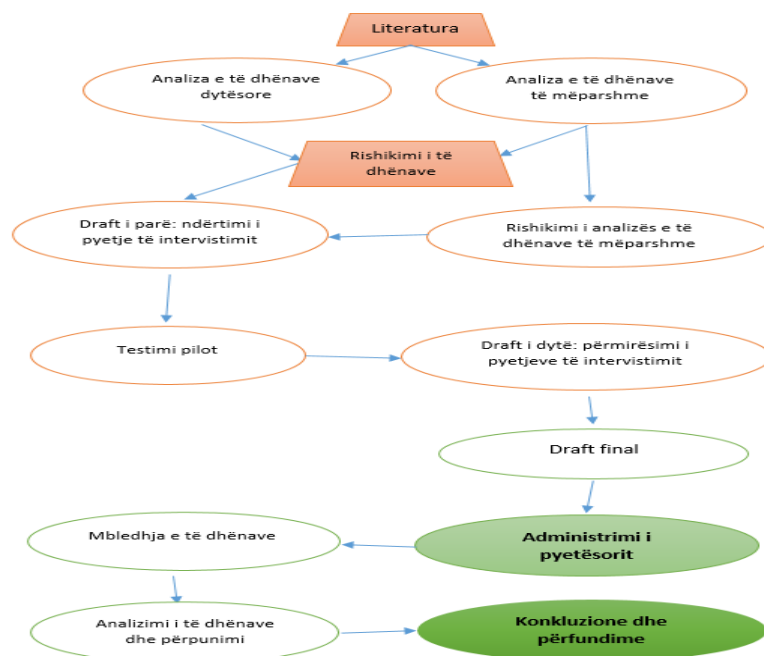 Literatura
Analiza e të dhënave
dytësore
Analiza e të dhënave
të mëparshme
Rishikimi i të
dhënave
Draft i parë: ndërtimi i
pyetje të intervistimit
Rishikimi i analizës e të
dhënave të mëparshme
Testimi pilot
Draft i dytë: përmirësimi i
pyetjeve të intervistimit
Draft final
Mbledhja e të dhënave
Administrimi i
pyetësorit
Analizimi i të dhënave
dhe përpunimi
Konkluzione dhe
përfundime